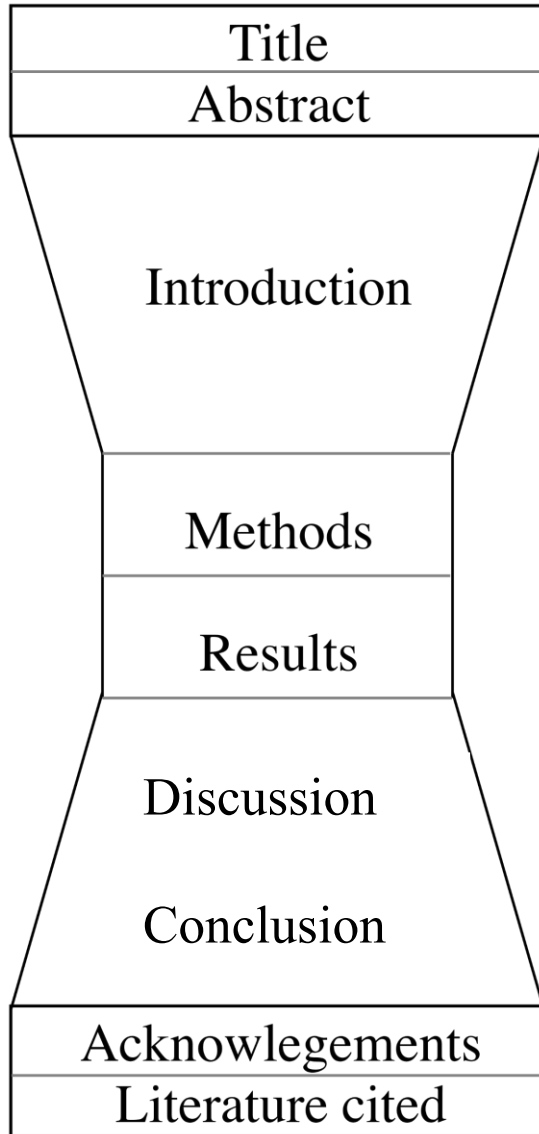 Title
Abstract
Introduction
Methods
Results
Discussion
Conclusion
Acknowlegements
Literature cited